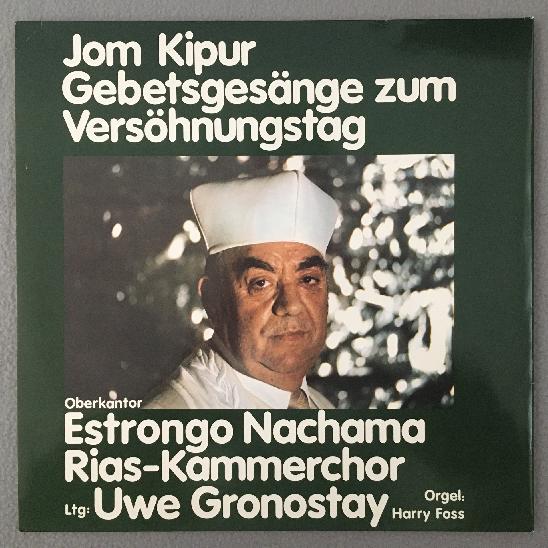 Jom Kipur
Gebetsgesänge zum
Versöhnungstag
Oberkantor
Estrongo Nachama
Rias-Kammerchor
Ltg: Uwe Gronostay
Orgel:
Harry Foss